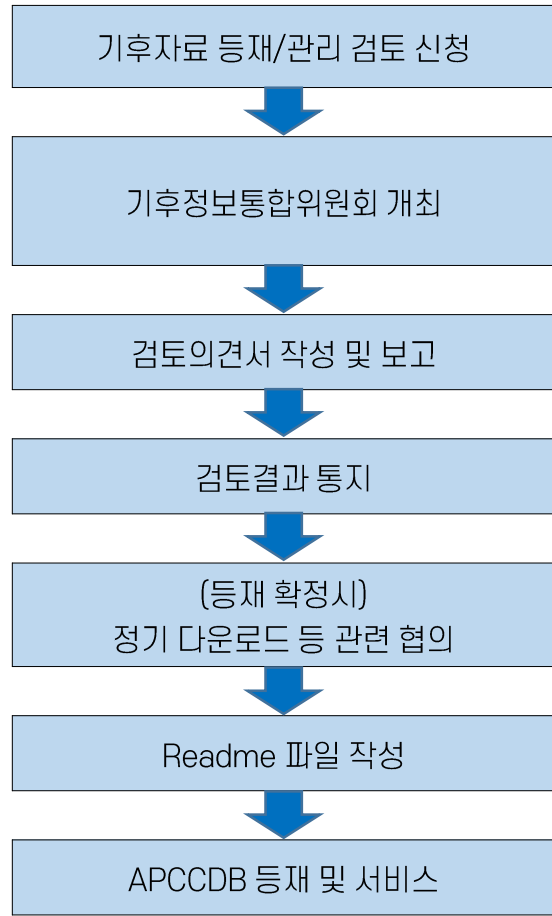 기후자료 등재/관리 검토 신청
기후정보통합위원회 개최
검토의견서 작성 및 보고
검토결과 통지
(등재 확정시)
정기 다운로드 등 관련 협의
Readme 파일 작성
APCCDB 등재 및 서비스